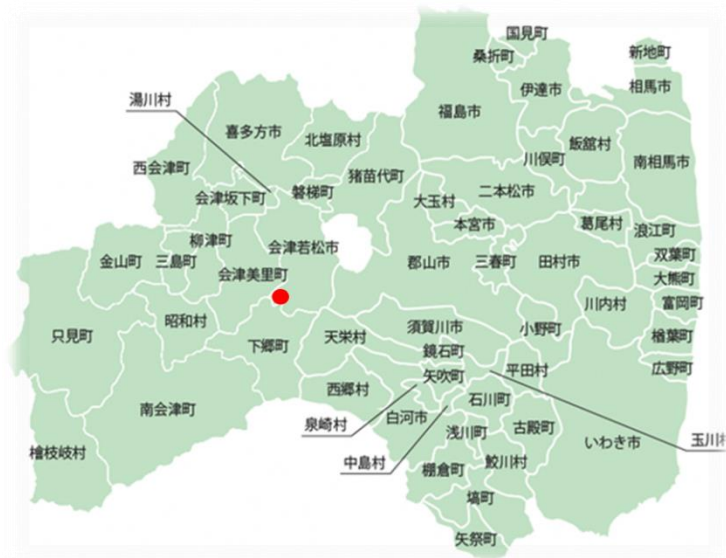 国見町
桑折町
新地町
伊達市
相馬市
湯川村
福島市
喜多方市
北塩原村
飯舘村
川俣町
南相馬市
西会津町
猪苗代町
磐梯町
二本松市
会津坂下町
大玉村
本宮市
葛尾村
浪江町
柳津町
会津若松市
双葉町
金山町
三島町
郡山市
三春町
田村市
会津美里町
大熊町
川内村
富岡町
昭和村
須賀川市
小野町
只見町
天栄村
楢葉町
下郷町
鏡石町
平田村
広野町
矢吹町
西郷村
石川町
南会津町
白河市
泉崎村
古殿町
浅川町
いわき市
玉川村
檜枝岐村
中島村
棚倉町
鮫川村
塙町
矢祭町